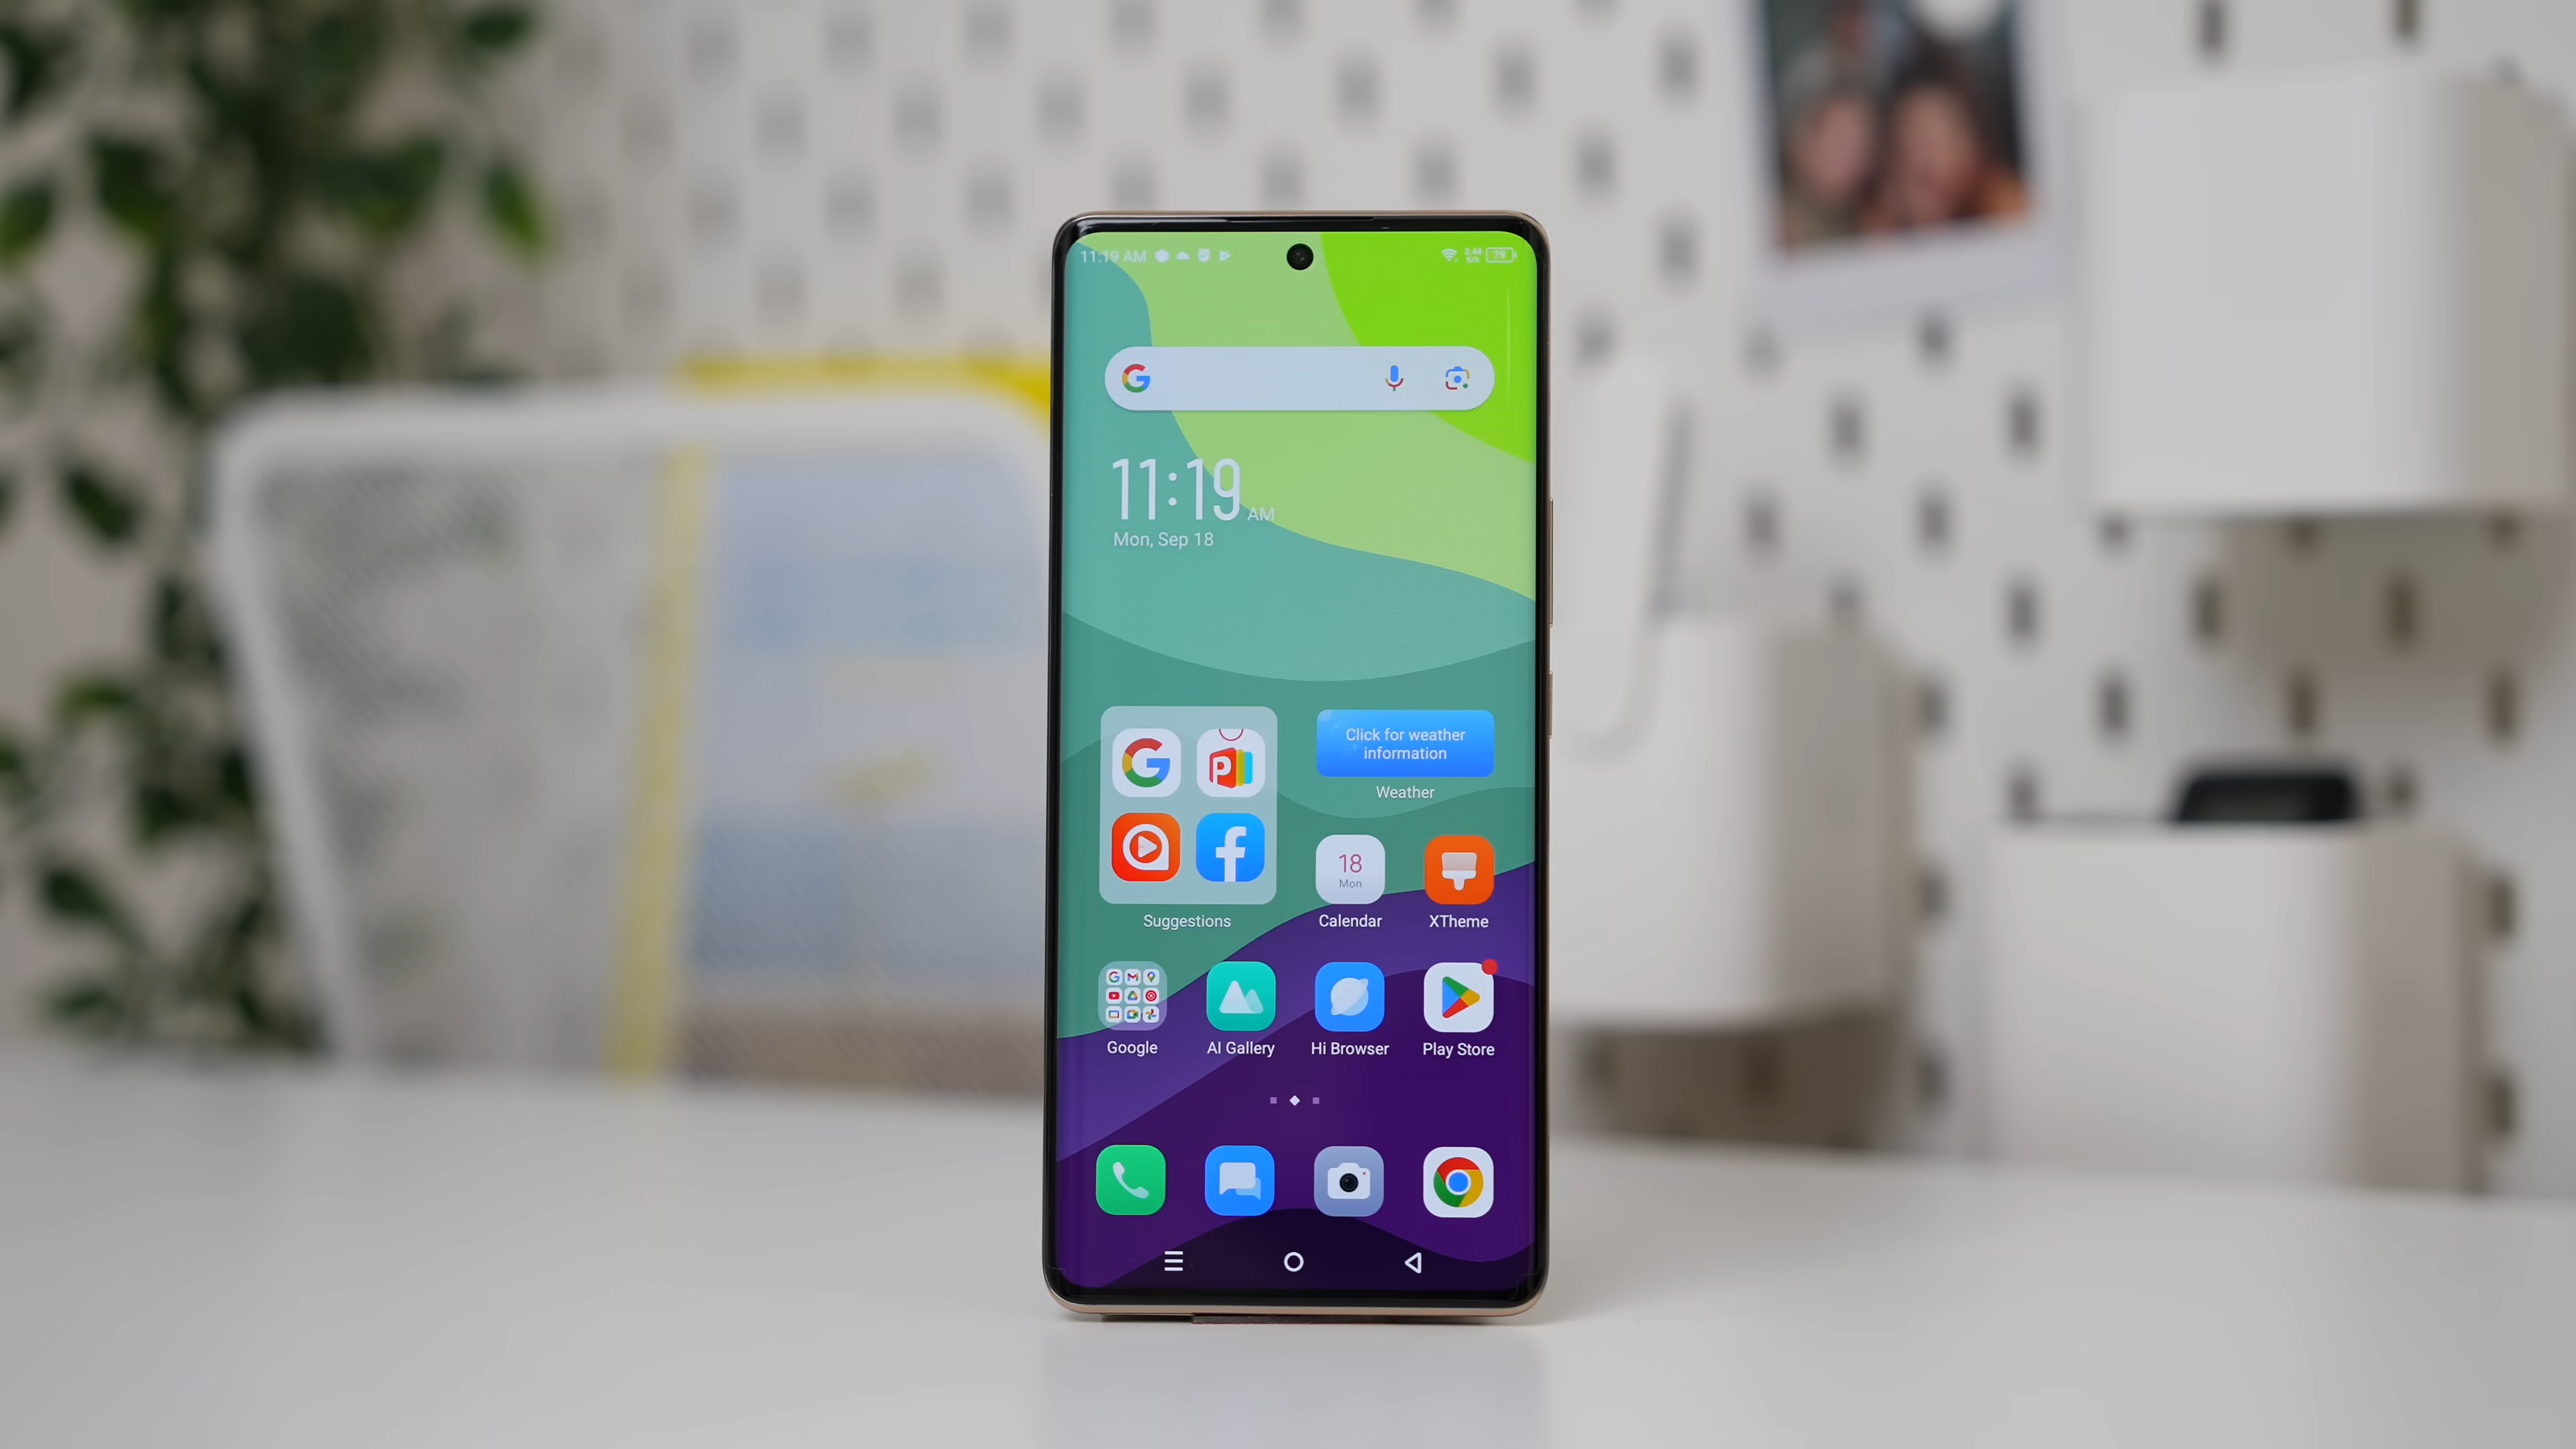 11:19 AM
79
11:19 AM
Mon, Sep 18
Click for weather
information
Weather
18
Mon
Suggestions
Calendar
XTheme
Google
AI Gallery
Hi Browser
Play Store